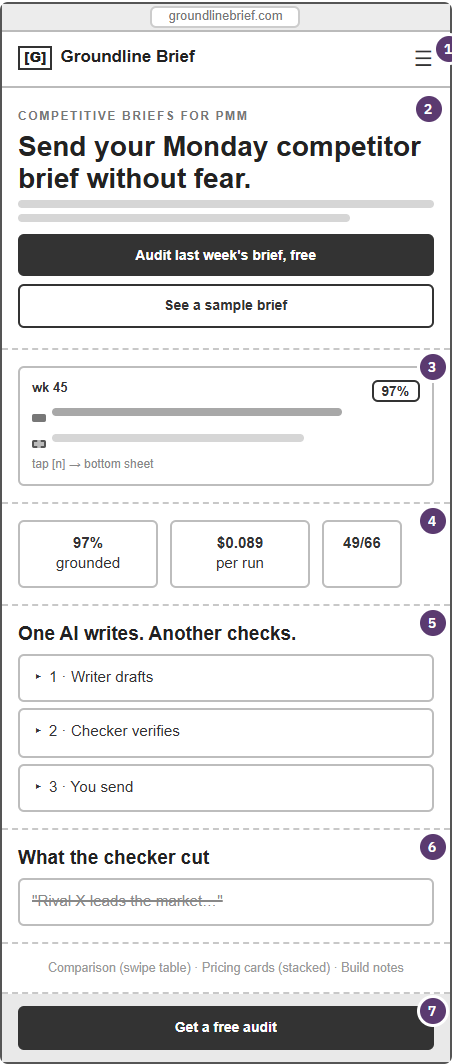 groundlinebrief.com
[G] Groundline Brief ☰ 1
COMPETITIVE BRIEFS FOR PMM 2
Send your Monday competitor
brief without fear.
Audit last week's brief, free
See a sample brief
3
wk 45 97%
tap [n] → bottom sheet
4
97% $0.089 49/66
grounded per run
One AI writes. Another checks. 5
‣ 1 · Writer drafts
‣ 2 · Checker verifies
‣ 3 · You send
What the checker cut 6
"Rival X leads the market…"
Comparison (swipe table) · Pricing cards (stacked) · Build notes
7
Get a free audit